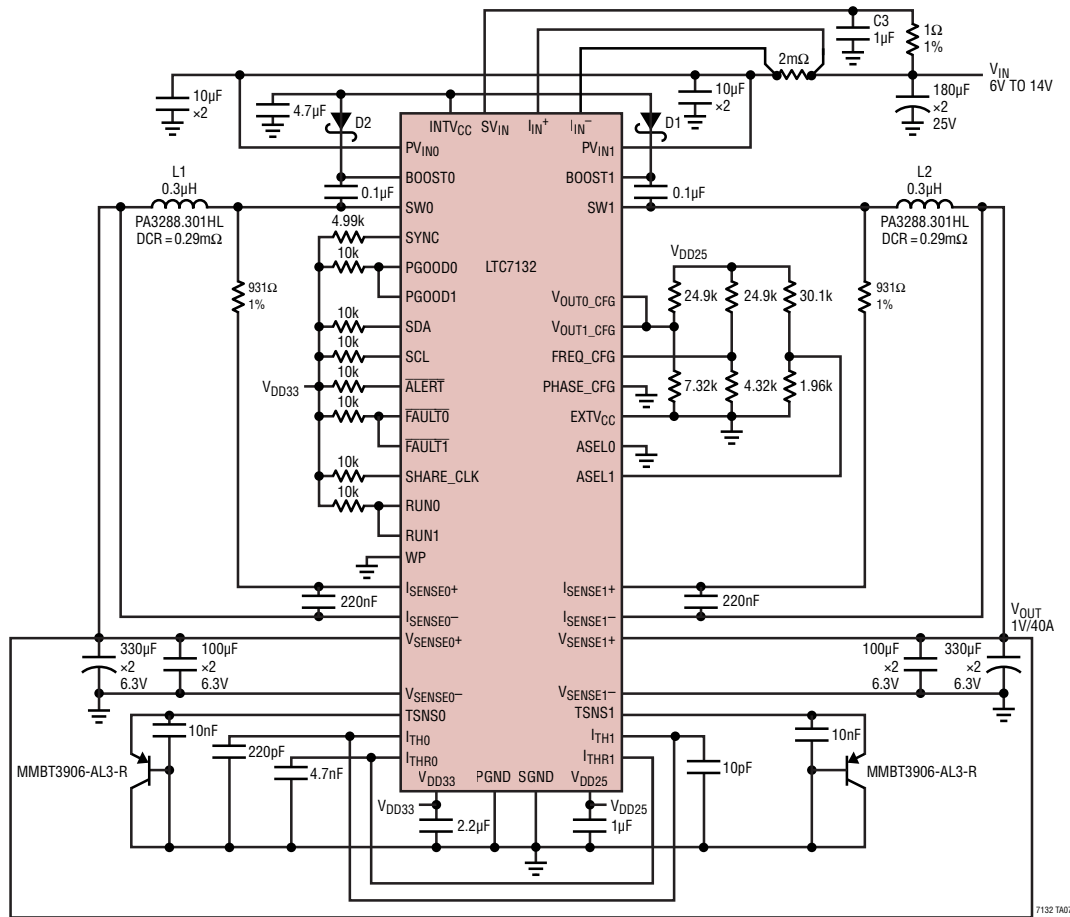 C3
1µF
1Ω
1%
2mΩ
VIN
6V TO 14V
10µF
×2
4.7µF
D2
10µF
×2
D1
180µF
×2
25V
INTVCC
SVIN
IIN+
IIN−
PVIN0
PVIN1
BOOST0
BOOST1
L1
0.3µH
PA3288.301HL
DCR = 0.29mΩ
0.1µF
0.1µF
L2
0.3µH
PA3288.301HL
DCR = 0.29mΩ
SW0
SW1
4.99k
SYNC
10k
PGOOD0
PGOOD1
LTC7132
VDD25
931Ω
1%
24.9k
24.9k
30.1k
931Ω
1%
VOUT0_CFG
VOUT1_CFG
10k
SDA
10k
SCL
FREQ_CFG
VDD33
10k
ALERT
PHASE_CFG
7.32k
4.32k
1.96k
10k
FAULT0
EXTVCC
FAULT1
ASEL0
10k
SHARE_CLK
ASEL1
10k
RUN0
RUN1
WP
ISENSE0+
ISENSE1+
220nF
220nF
ISENSE0−
ISENSE1−
VOUT
1V/40A
VSENSE0+
VSENSE1+
330µF
×2
6.3V
100µF
×2
6.3V
100µF
×2
6.3V
330µF
×2
6.3V
VSENSE0−
VSENSE1−
TSNS0
TSNS1
10nF
10nF
ITH0
ITH1
220pF
ITHR0
ITHR1
10pF
MMBT3906-AL3-R
4.7nF
MMBT3906-AL3-R
VDD33
PGND
SGND
VDD25
VDD33
VDD25
2.2µF
1µF
7132 TA07